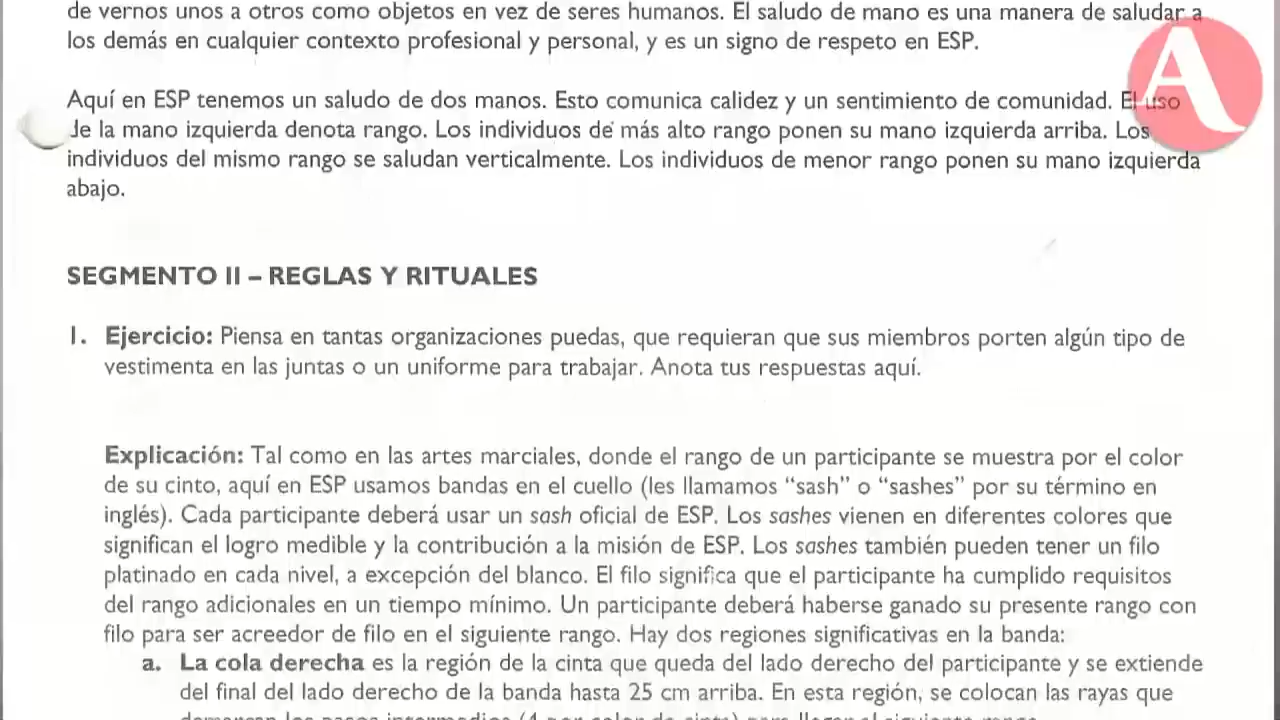 de vernos unos a otros como objetos en vez de seres humanos. El saludo de mano es una manera de saludar a
los demás en cualquier contexto profesional y personal, y es un signo de respeto en ESP.
Aquí en ESP tenemos un saludo de dos manos. Esto comunica calidez y un sentimiento de comunidad. El uso
de la mano izquierda denota rango. Los individuos de más alto rango ponen su mano izquierda arriba. Los
individuos del mismo rango se saludan verticalmente. Los individuos de menor rango ponen su mano izquierda
abajo.
SEGMENTO II – REGLAS Y RITUALES
1. Ejercicio: Piensa en tantas organizaciones puedas, que requieran que sus miembros porten algún tipo de
vestimenta en las juntas o un uniforme para trabajar. Anota tus respuestas aquí.
Explicación: Tal como en las artes marciales, donde el rango de un participante se muestra por el color
de su cinto, aquí en ESP usamos bandas en el cuello (les llamamos “sash” o “sashes” por su término en
inglés). Cada participante deberá usar un sash oficial de ESP. Los sashes vienen en diferentes colores que
significan el logro medible y la contribución a la misión de ESP. Los sashes también pueden tener un filo
platinado en cada nivel, a excepción del blanco. El filo significa que el participante ha cumplido requisitos
del rango adicionales en un tiempo mínimo. Un participante deberá haberse ganado su presente rango con
filo para ser acreedor de filo en el siguiente rango. Hay dos regiones significativas en la banda:
a. La cola derecha es la región de la cinta que queda del lado derecho del participante y se extiende
del final del lado derecho de la banda hasta 25 cm arriba. En esta región, se colocan las rayas que
A